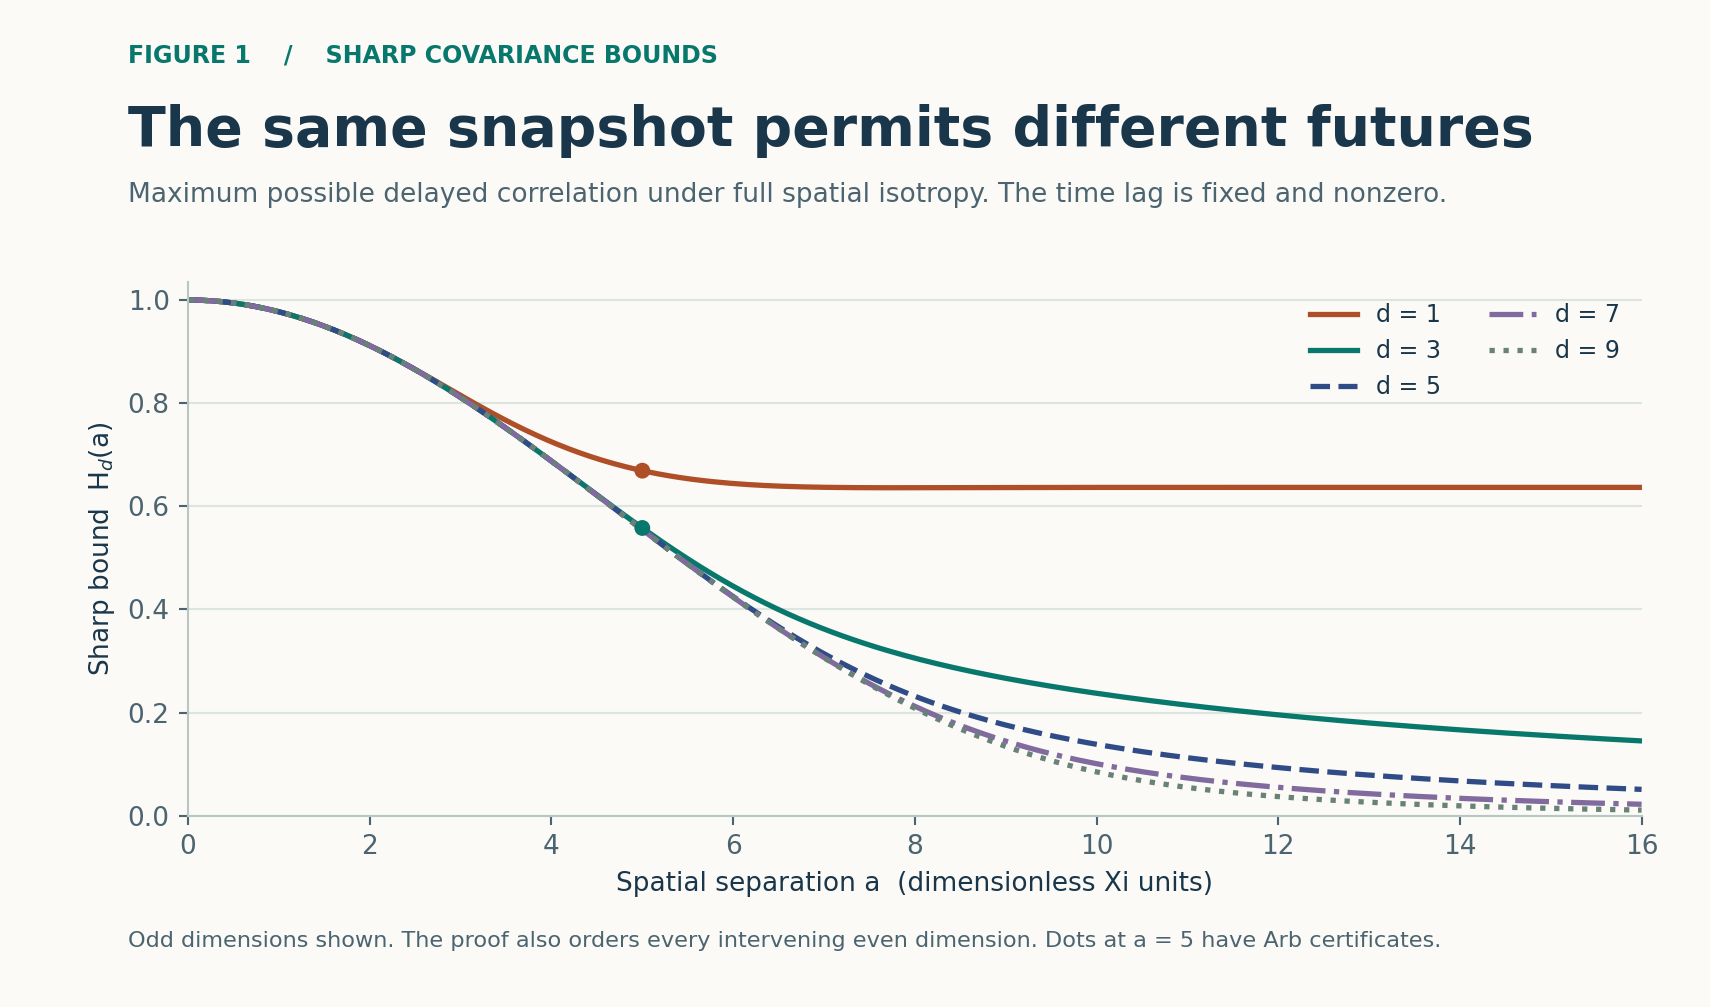 FIGURE 1 / SHARP COVARIANCE BOUNDS
The same snapshot permits different futures
Maximum possible delayed correlation under full spatial isotropy. The time lag is fixed and nonzero.
1.0
0.8
0.6
0.4
0.2
0.0
Sharp bound H_d(a)
d = 1
d = 3
d = 5
d = 7
d = 9
0 2 4 6 8 10 12 14 16
Spatial separation a (dimensionless Xi units)
Odd dimensions shown. The proof also orders every intervening even dimension. Dots at a = 5 have Arb certificates.